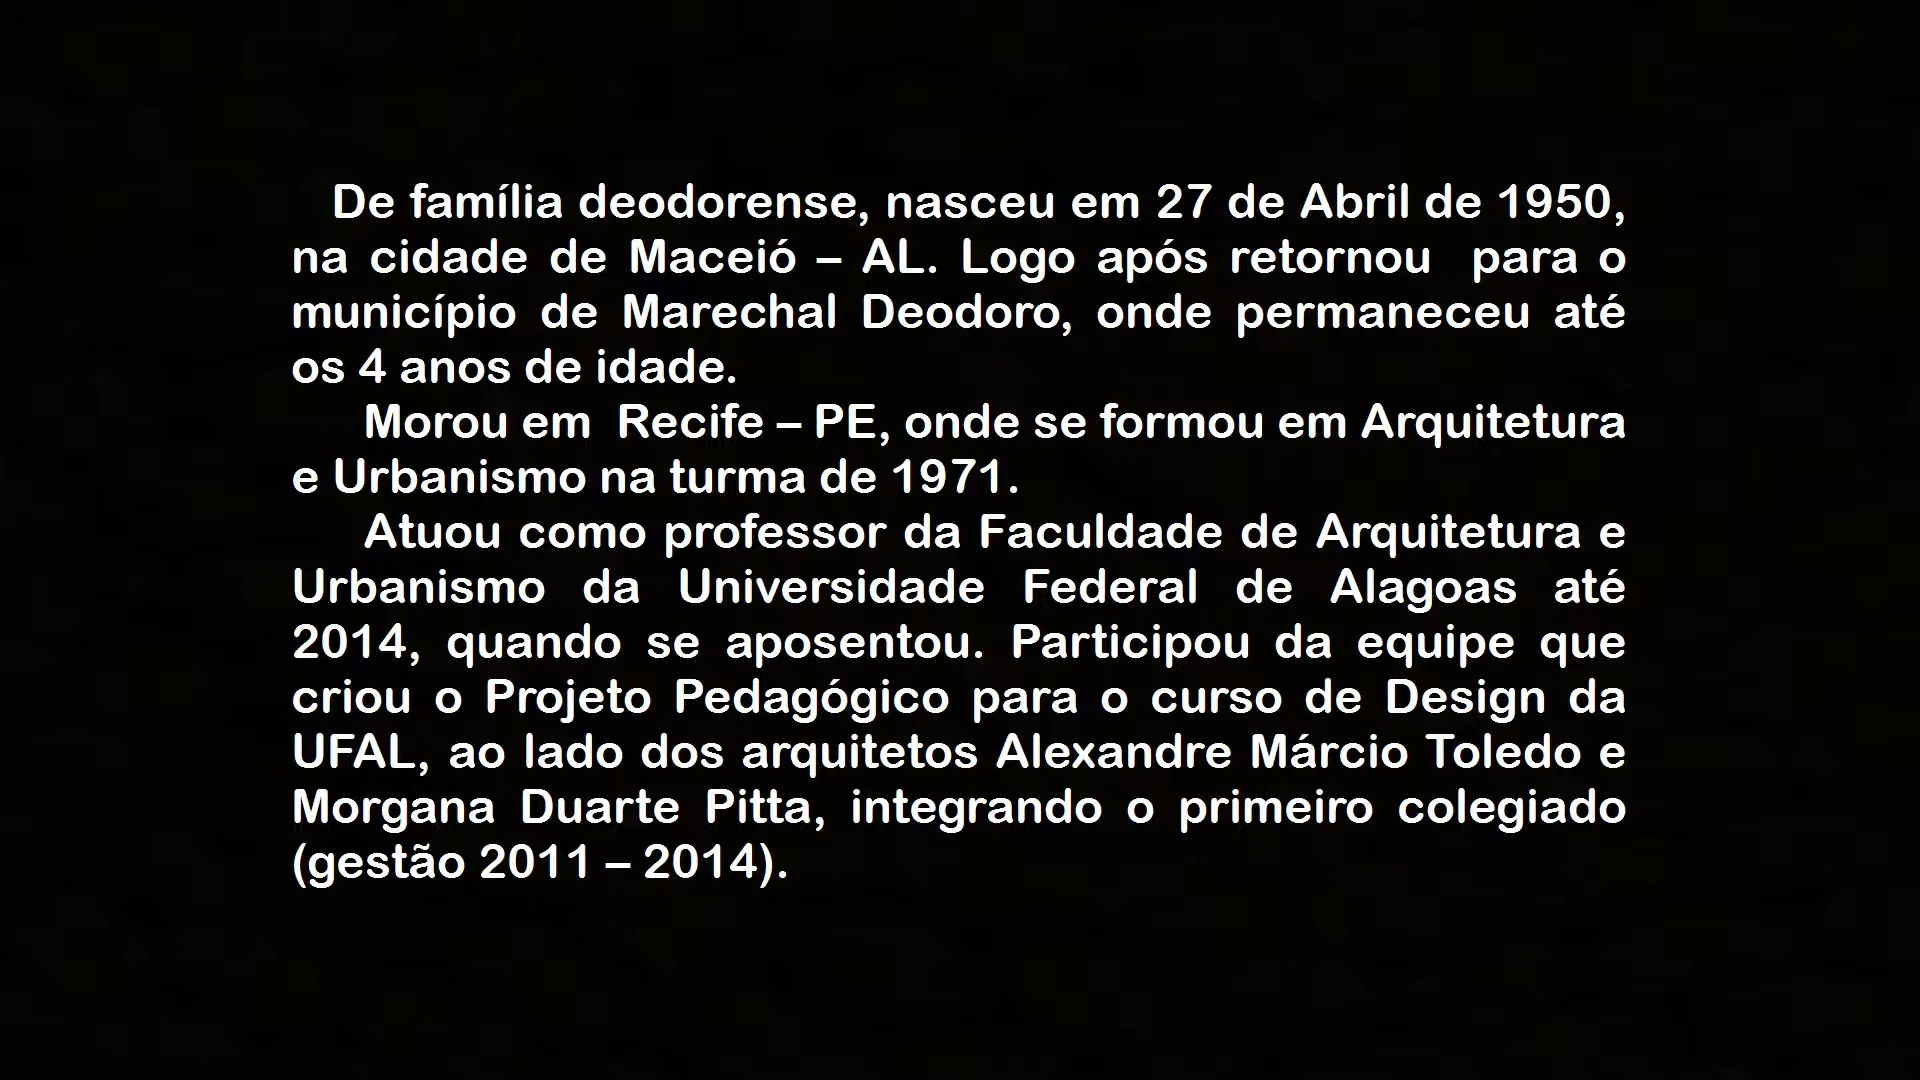 De família deodorense, nasceu em 27 de Abril de 1950,
na cidade de Maceió – AL. Logo após retornou para o
município de Marechal Deodoro, onde permaneceu até
os 4 anos de idade.
Morou em Recife – PE, onde se formou em Arquitetura
e Urbanismo na turma de 1971.
Atuou como professor da Faculdade de Arquitetura e
Urbanismo da Universidade Federal de Alagoas até
2014, quando se aposentou. Participou da equipe que
criou o Projeto Pedagógico para o curso de Design da
UFAL, ao lado dos arquitetos Alexandre Márcio Toledo e
Morgana Duarte Pitta, integrando o primeiro colegiado
(gestão 2011 – 2014).